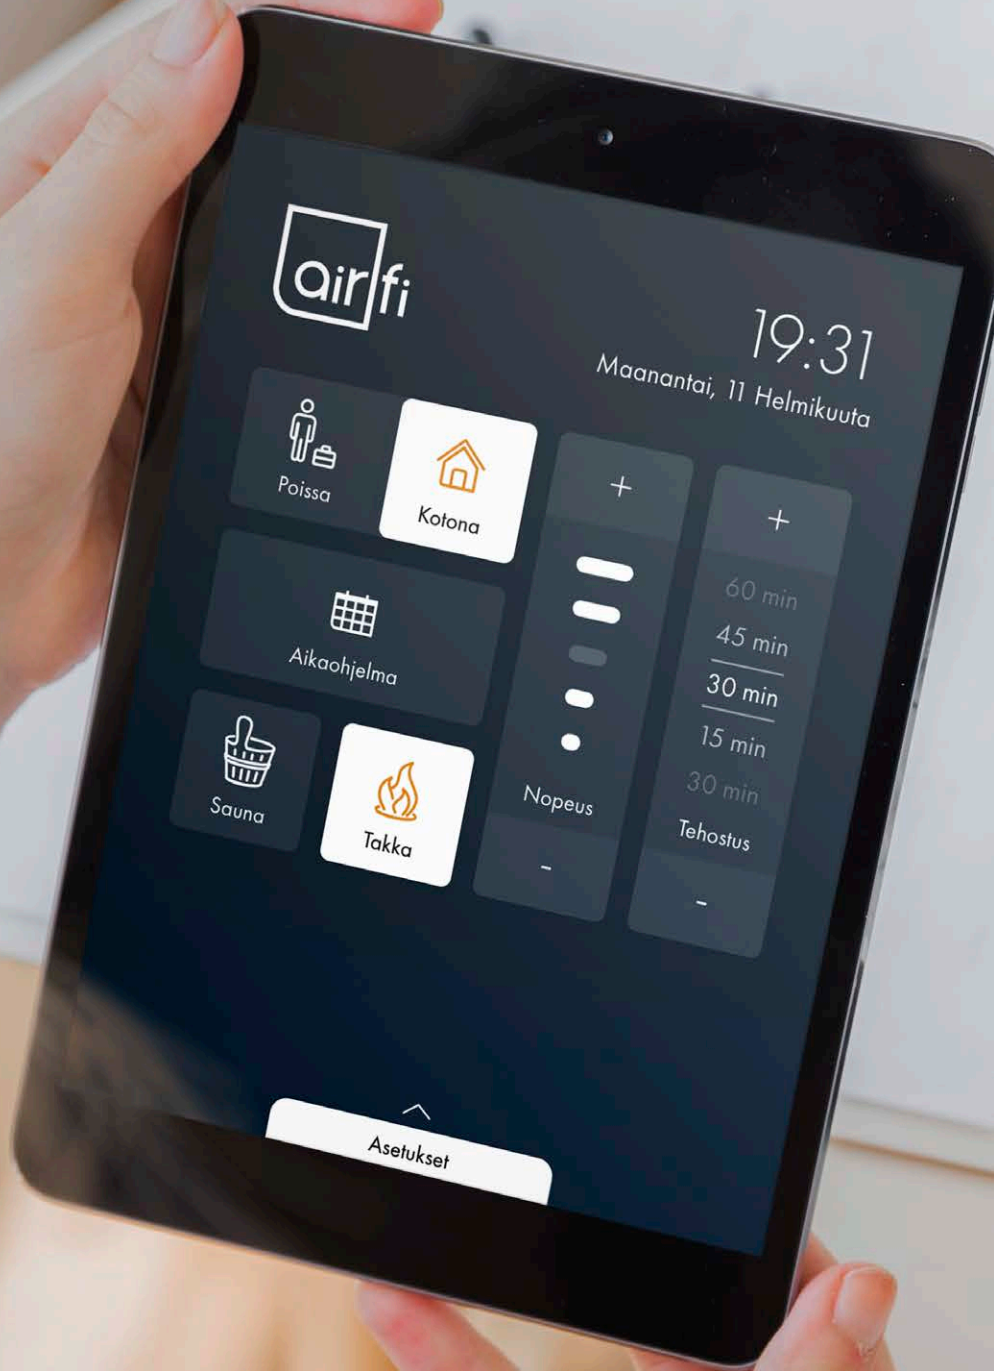 airfi
19:31
Maanantai, 11 Helmikuuta
Poissa
Kotona
Aikaohjelma
Sauna
Takka
+
Nopeus
-
+
60 min
45 min
30 min
15 min
30 min
Tehostus
-
Asetukset